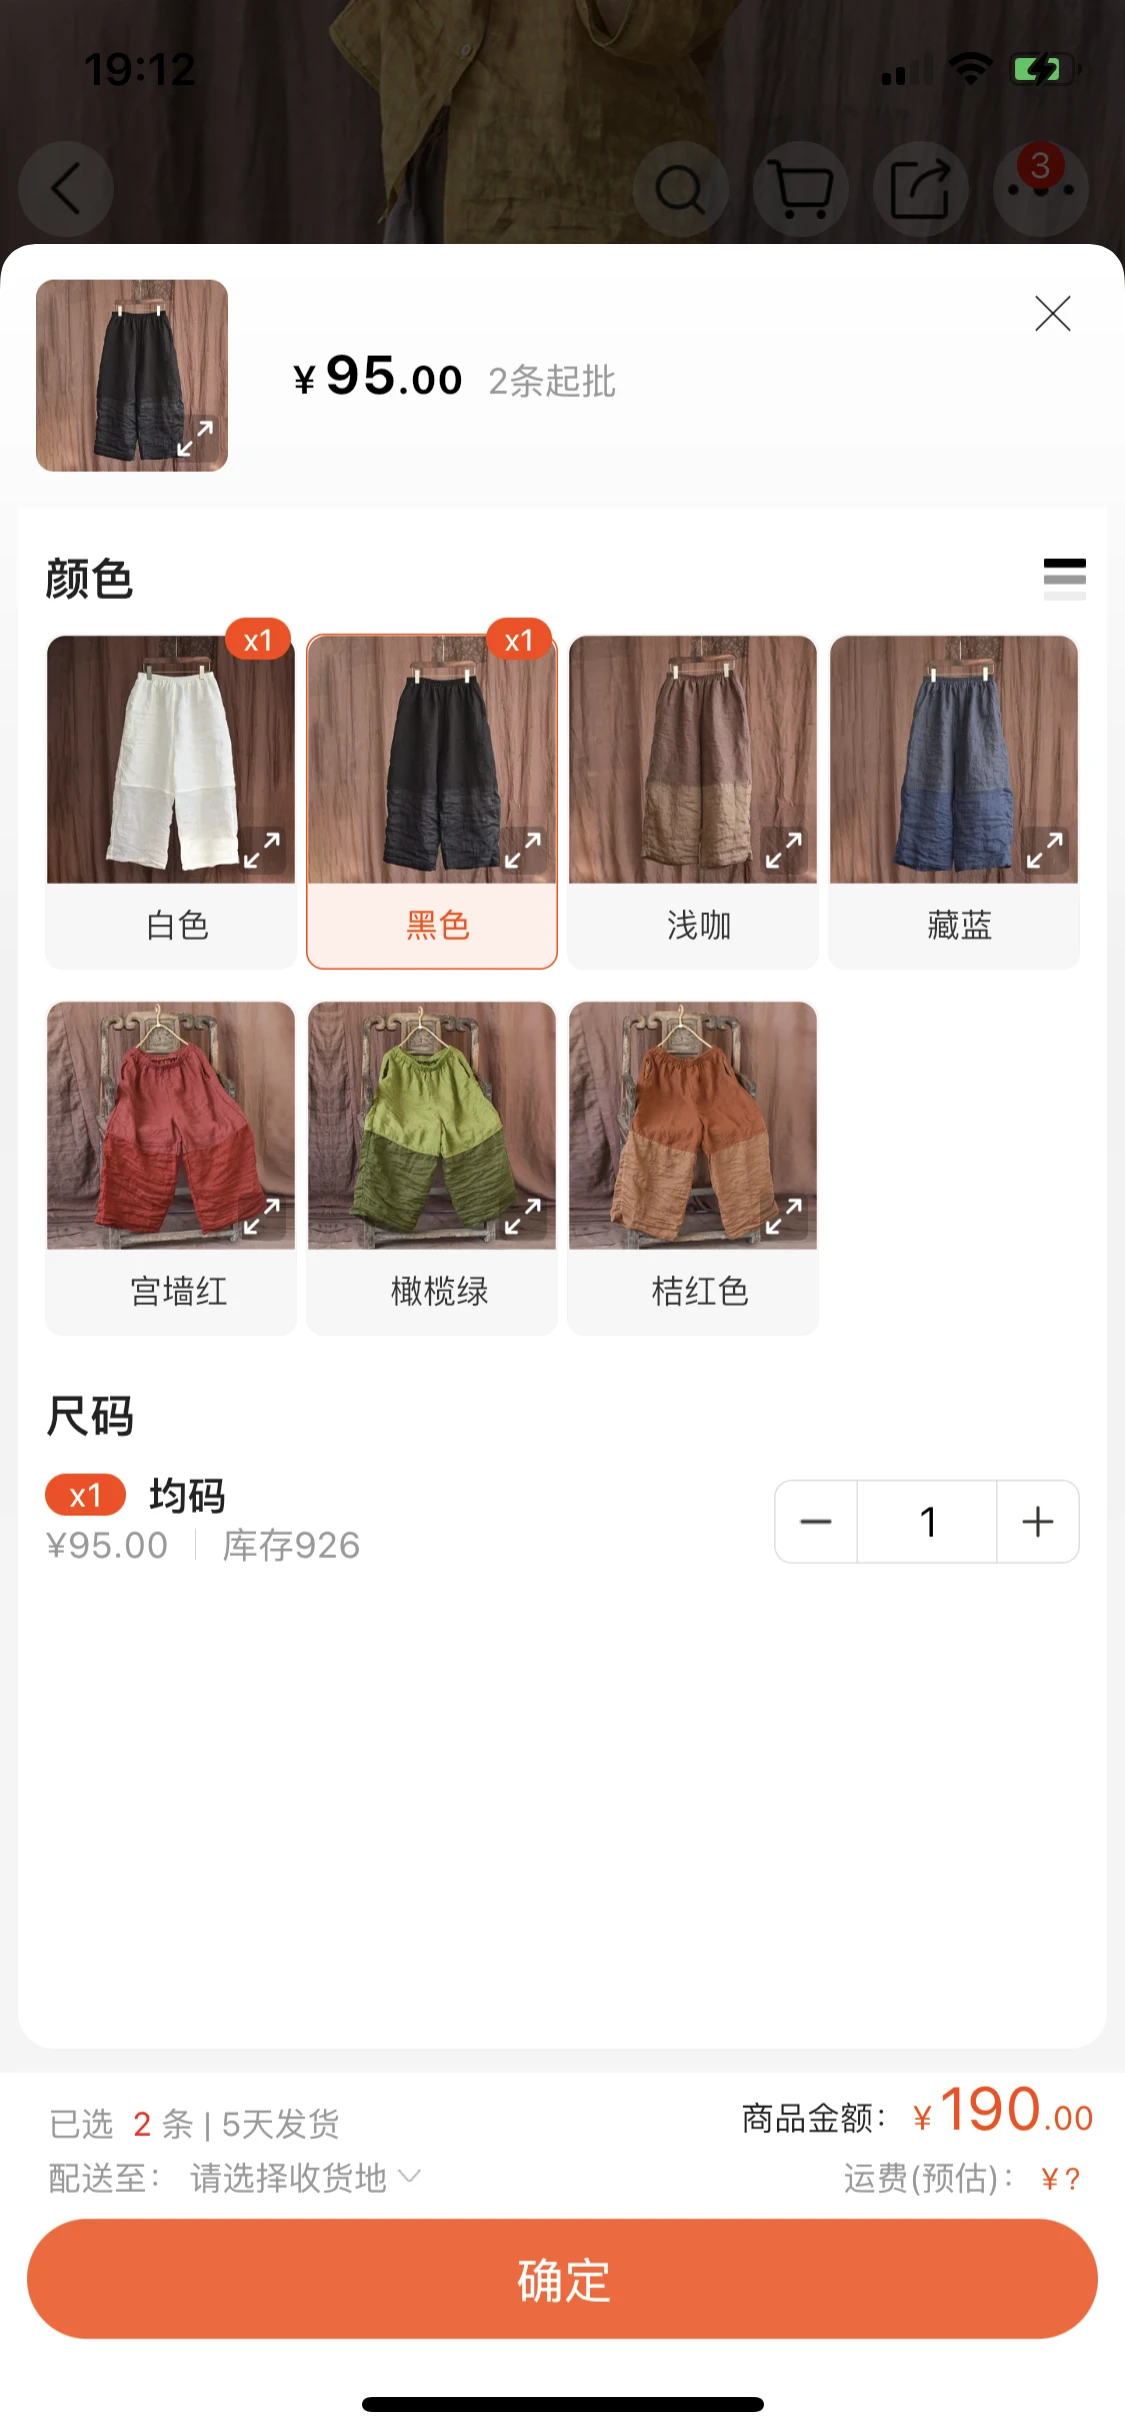 19:12
3
¥95.00 2条起批
颜色
x1 x1
白色 黑色 浅咖 藏蓝
宫墙红 橄榄绿 桔红色
尺码
x1 均码
¥95.00 库存926
1
已选 2 条 | 5天发货
商品金额: ¥190.00
配送至: 请选择收货地
运费(预估): ¥?
确定